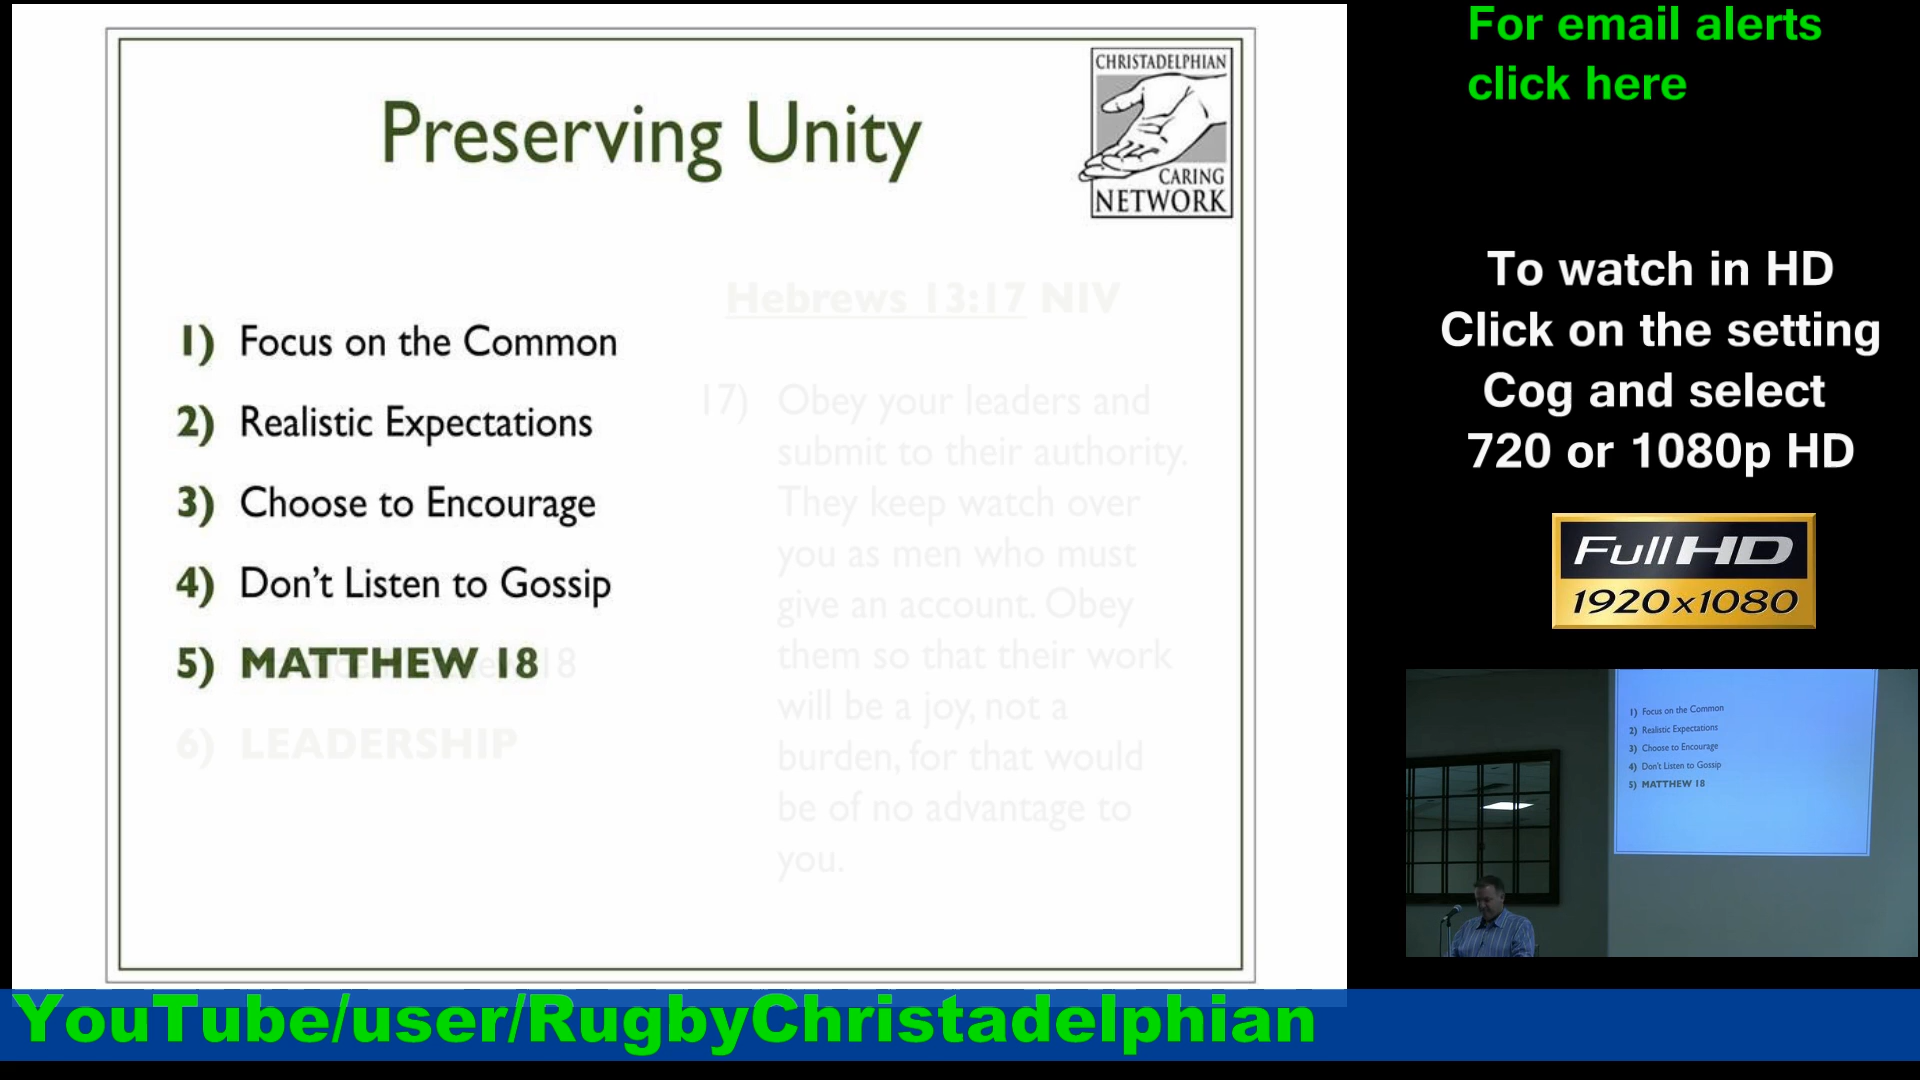 Preserving Unity
CHRISTADELPHIAN
CARING
NETWORK
1) Focus on the Common
2) Realistic Expectations
3) Choose to Encourage
4) Don't Listen to Gossip
5) MATTHEW 18
6) LEADERSHIP
Hebrews 13:17 NIV
17) Obey your leaders and
submit to their authority.
They keep watch over
you as men who must
give an account. Obey
them so that their work
will be a joy, not a
burden, for that would
be of no advantage to
you.
For email alerts
click here
To watch in HD
Click on the setting
Cog and select
720 or 1080p HD
Full HD
1920x1080
1) Focus on the Common
2) Realistic Expectations
3) Choose to Encourage
4) Don't Listen to Gossip
5) MATTHEW 18
YouTube/user/RugbyChristadelphian